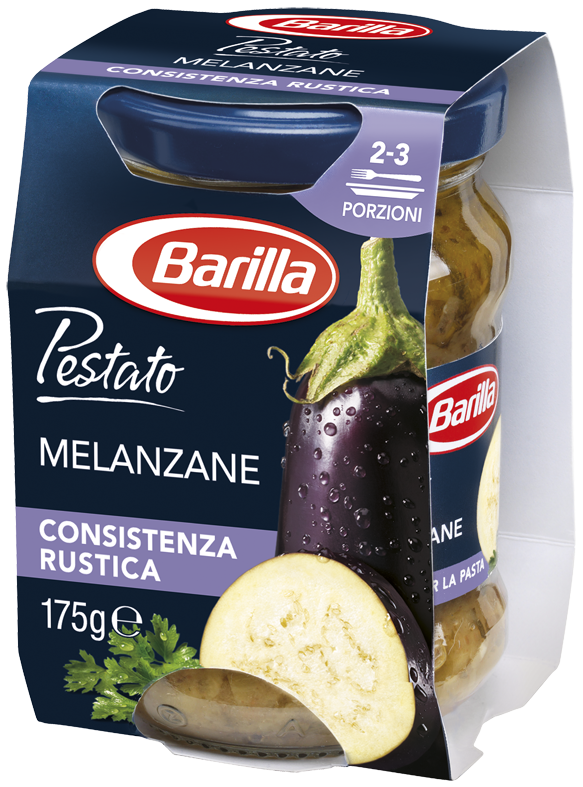 Barilla
Pestato
MELANZANE
CONSISTENZA RUSTICA
2-3
PORZIONI
Barilla
Pestato
MELANZANE
CONSISTENZA
RUSTICA
175g℮
Barilla
ANE
R LA PASTA